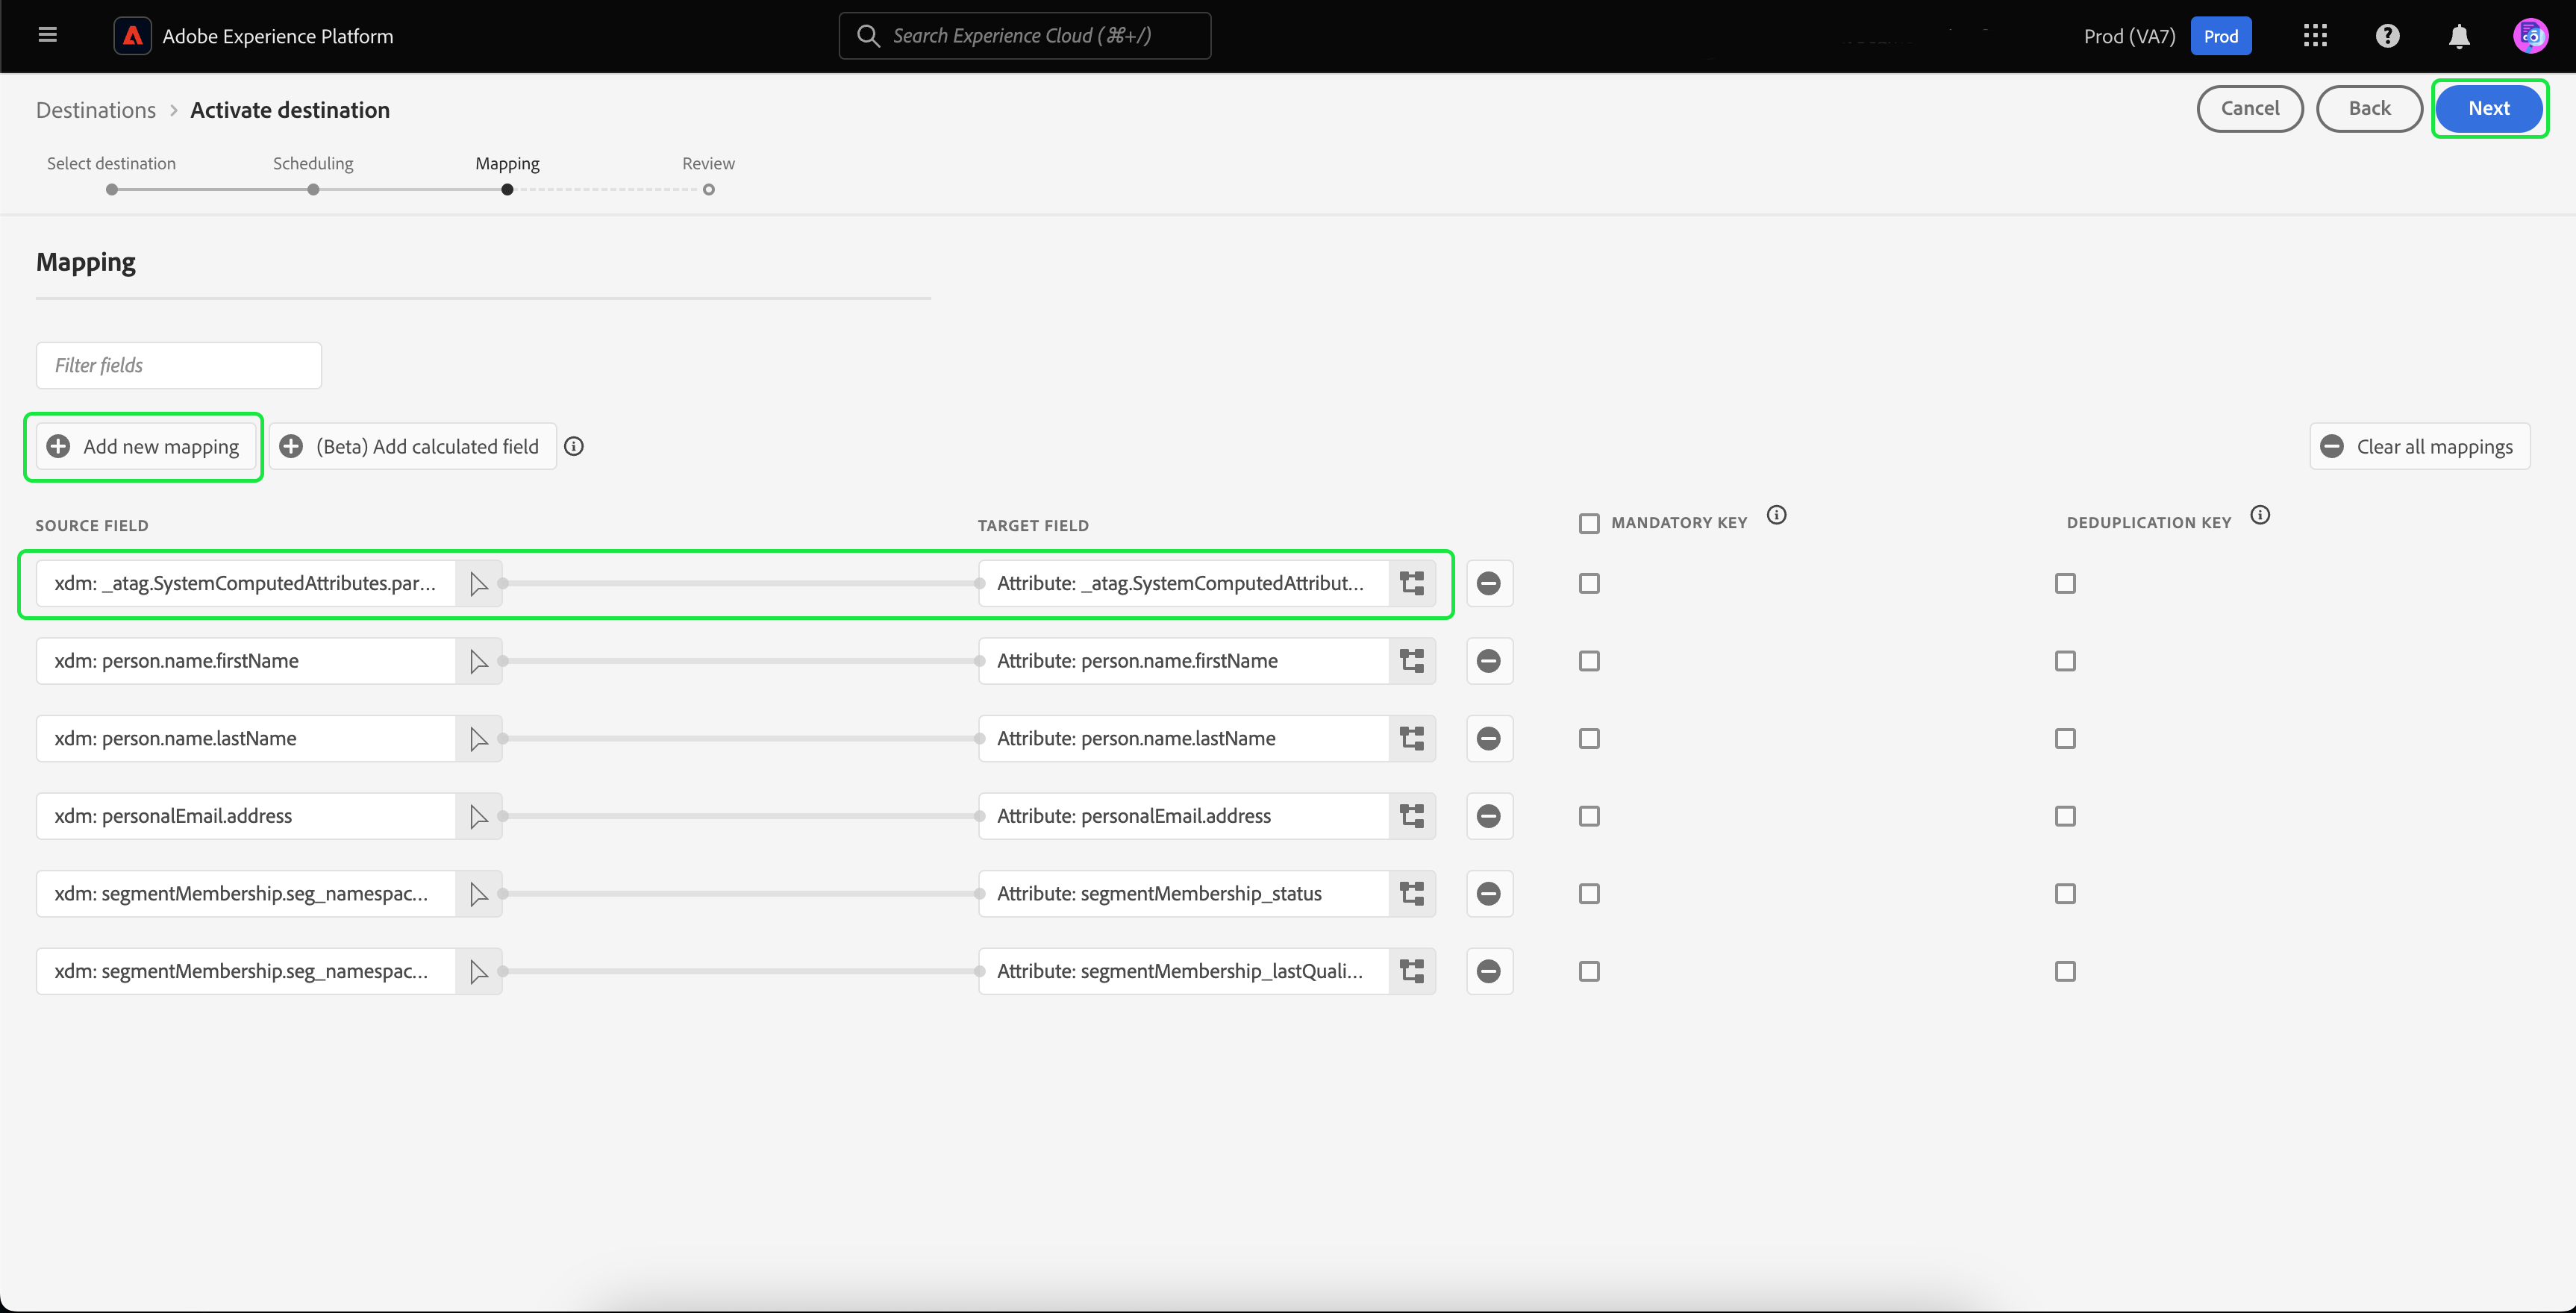 Adobe Experience Platform
Search Experience Cloud (⌘+/)
Prod (VA7)
Prod
Destinations > Activate destination
Cancel
Back
Next
Select destination
Scheduling
Mapping
Review
Mapping
Filter fields
Add new mapping
(Beta) Add calculated field
Clear all mappings
SOURCE FIELD
TARGET FIELD
MANDATORY KEY
DEDUPLICATION KEY
xdm: _atag.SystemComputedAttributes.par...
Attribute: _atag.SystemComputedAttribut...
xdm: person.name.firstName
Attribute: person.name.firstName
xdm: person.name.lastName
Attribute: person.name.lastName
xdm: personalEmail.address
Attribute: personalEmail.address
xdm: segmentMembership.seg_namespac...
Attribute: segmentMembership_status
xdm: segmentMembership.seg_namespac...
Attribute: segmentMembership_lastQuali...